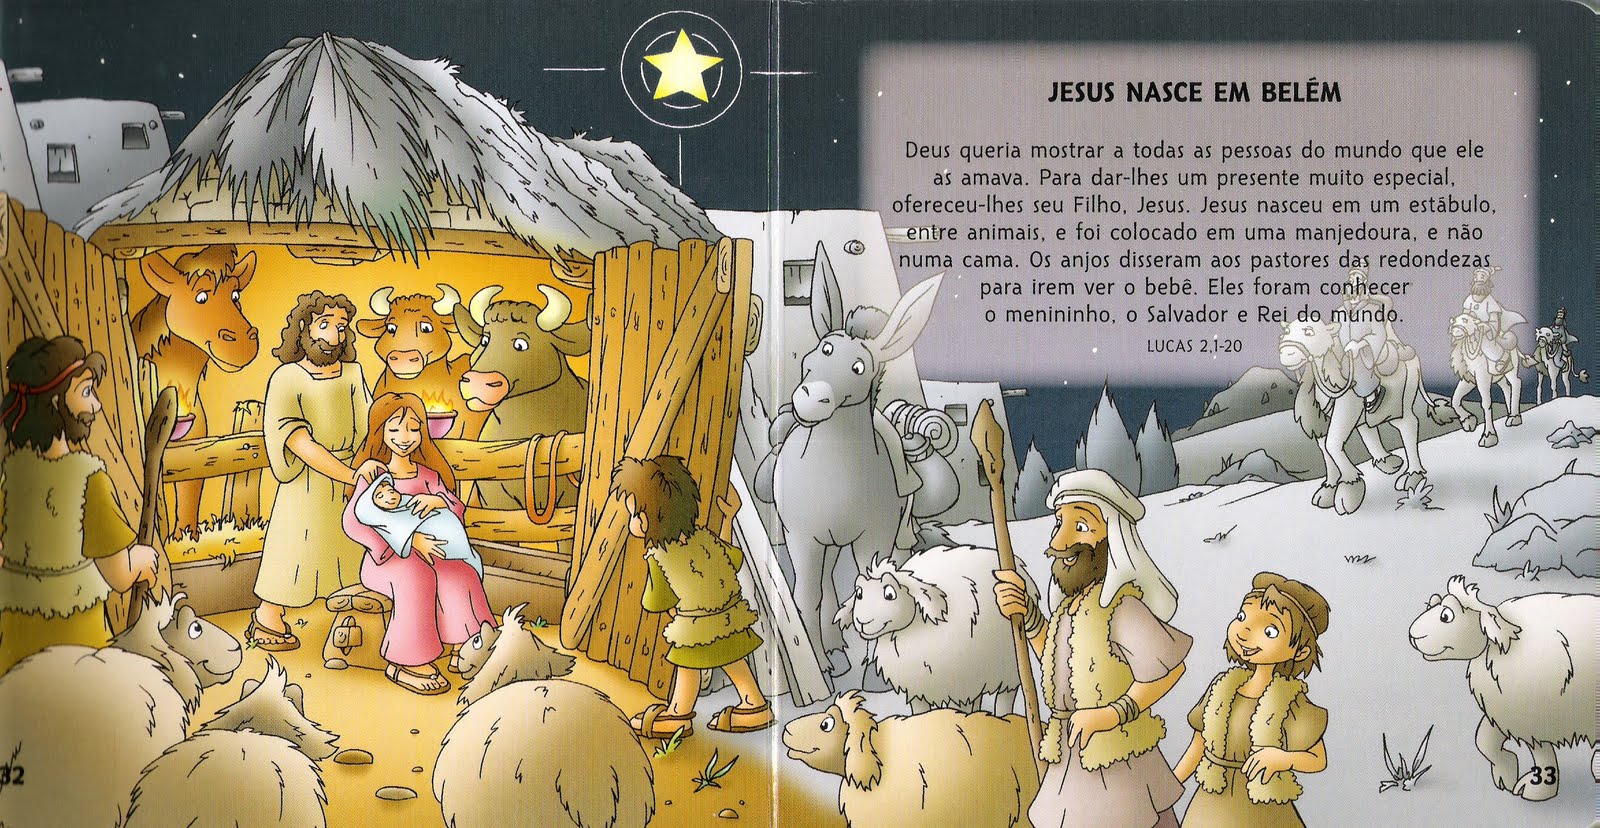 JESUS NASCE EM BELÉM
Deus queria mostrar a todas as pessoas do mundo que ele
as amava. Para dar-lhes um presente muito especial,
ofereceu-lhes seu Filho, Jesus. Jesus nasceu em um estábulo,
entre animais, e foi colocado em uma manjedoura, e não
numa cama. Os anjos disseram aos pastores das redondezas
para irem ver o bebê. Eles foram conhecer
o menininho, o Salvador e Rei do mundo.
LUCAS 2.1-20
32
33